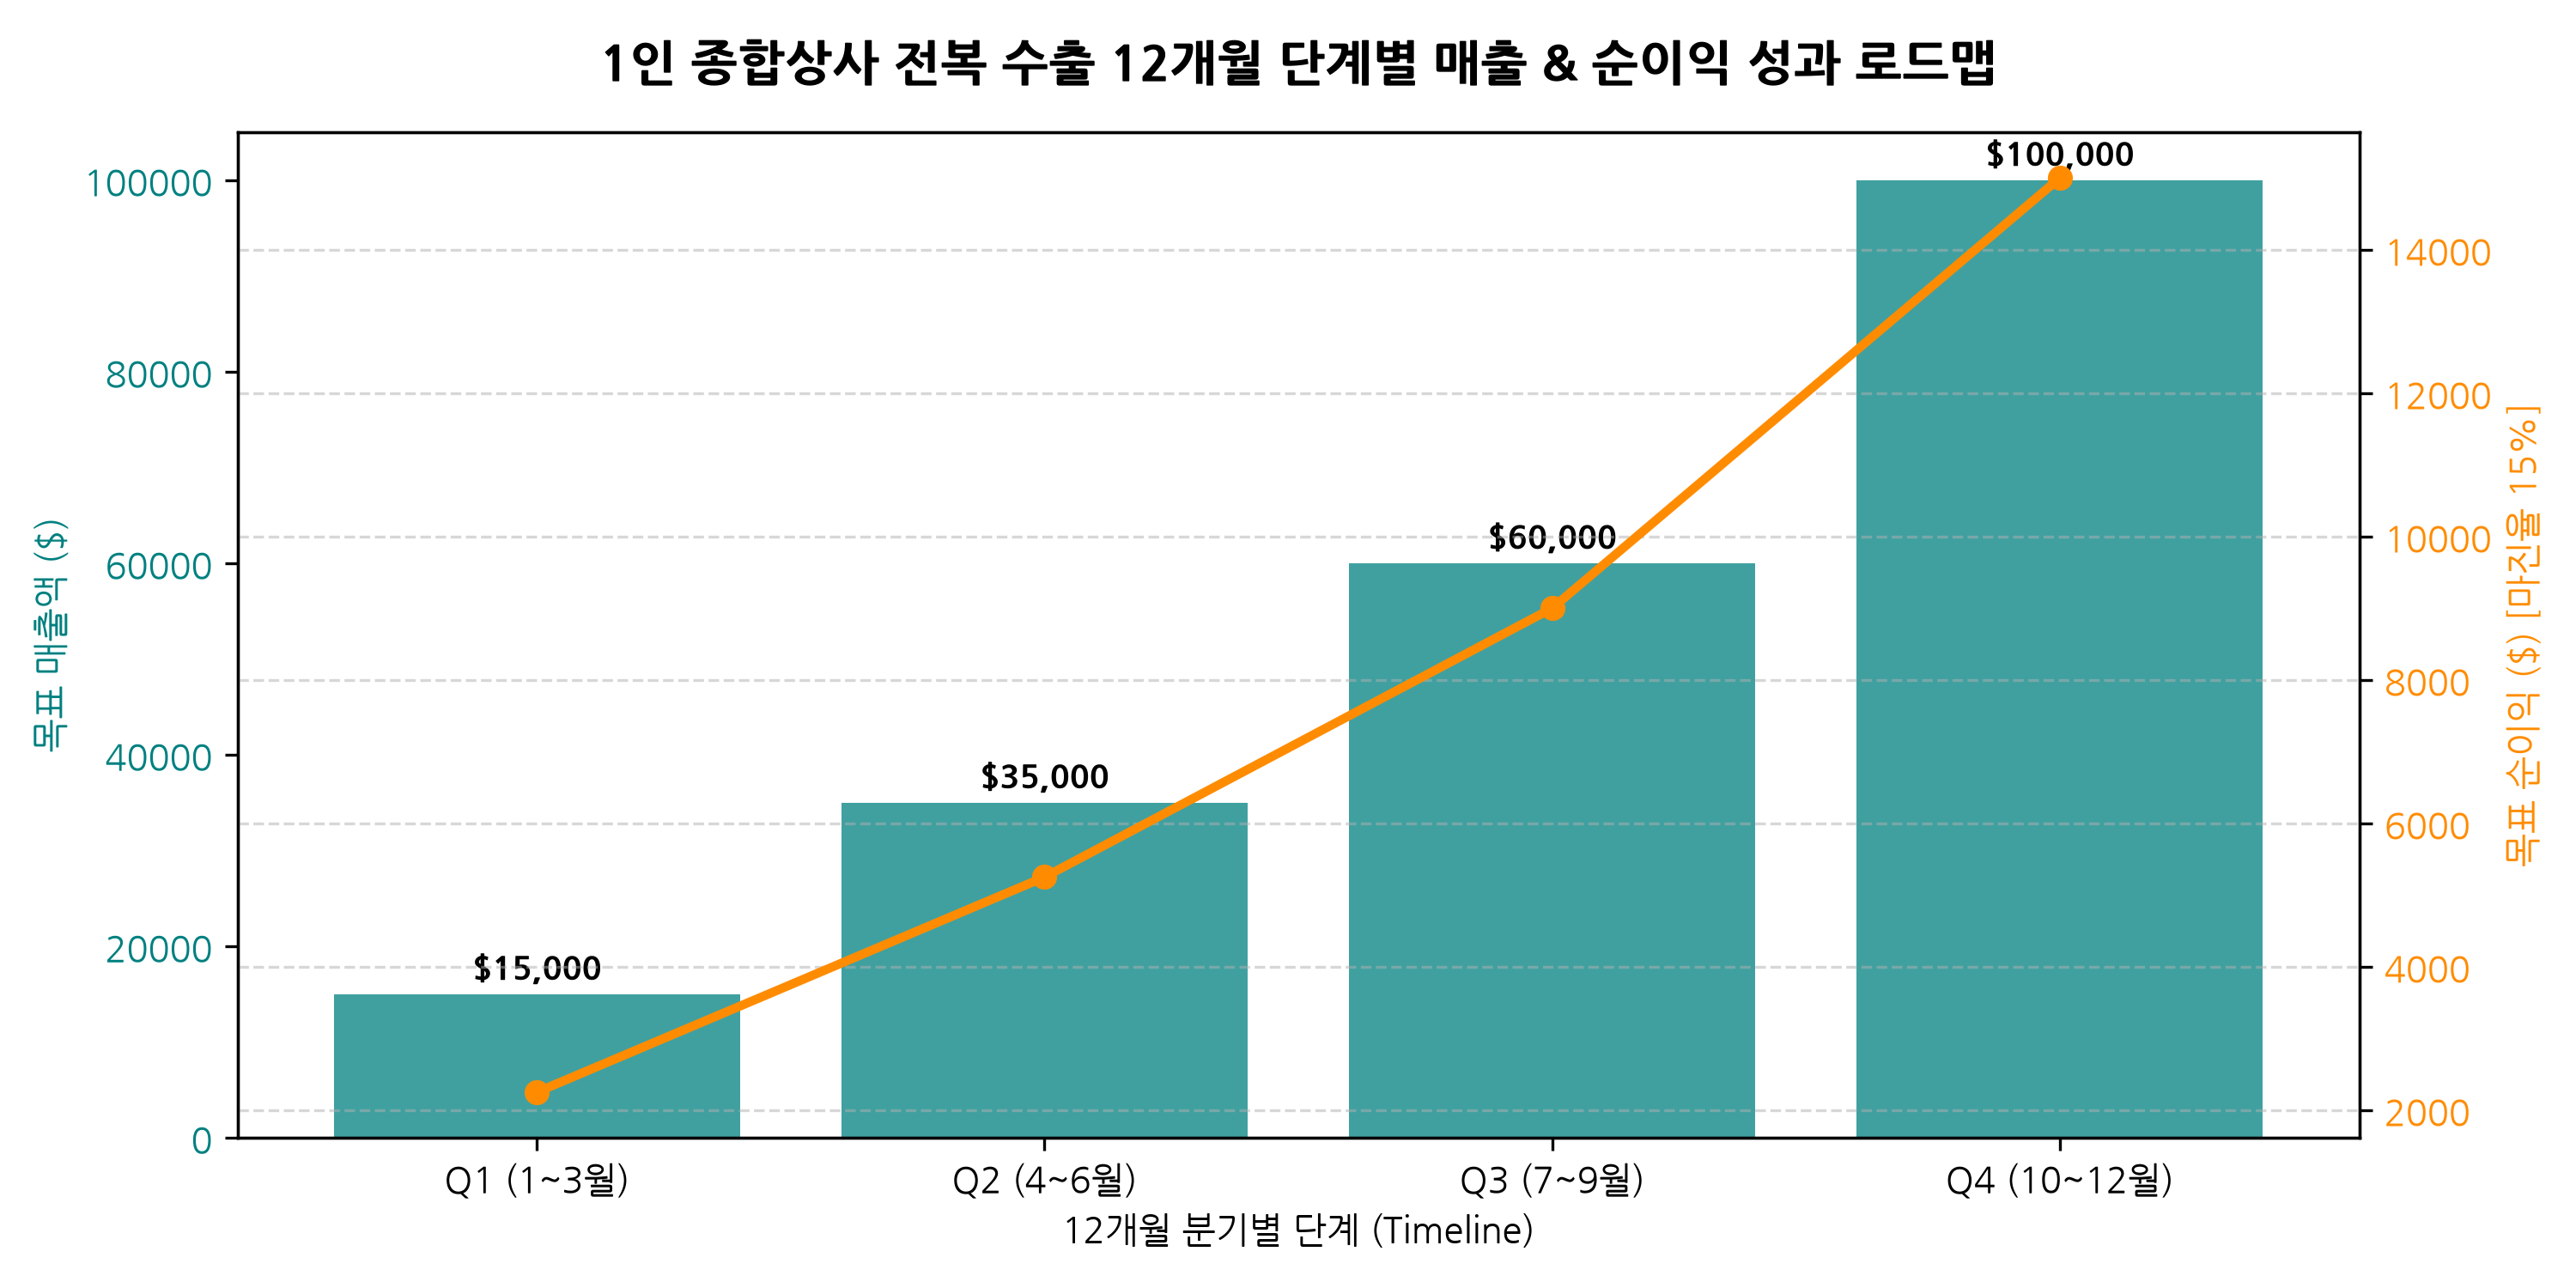 1인 종합상사 전복 수출 12개월 단계별 매출 & 순이익 성과 로드맵
목표 매출액 ($)
100000
80000
60000
40000
20000
0
$15,000
$35,000
$60,000
$100,000
14000
12000
10000
8000
6000
4000
2000
목표 순이익 ($) [마진율 15%]
Q1 (1~3월)
Q2 (4~6월)
Q3 (7~9월)
Q4 (10~12월)
12개월 분기별 단계 (Timeline)